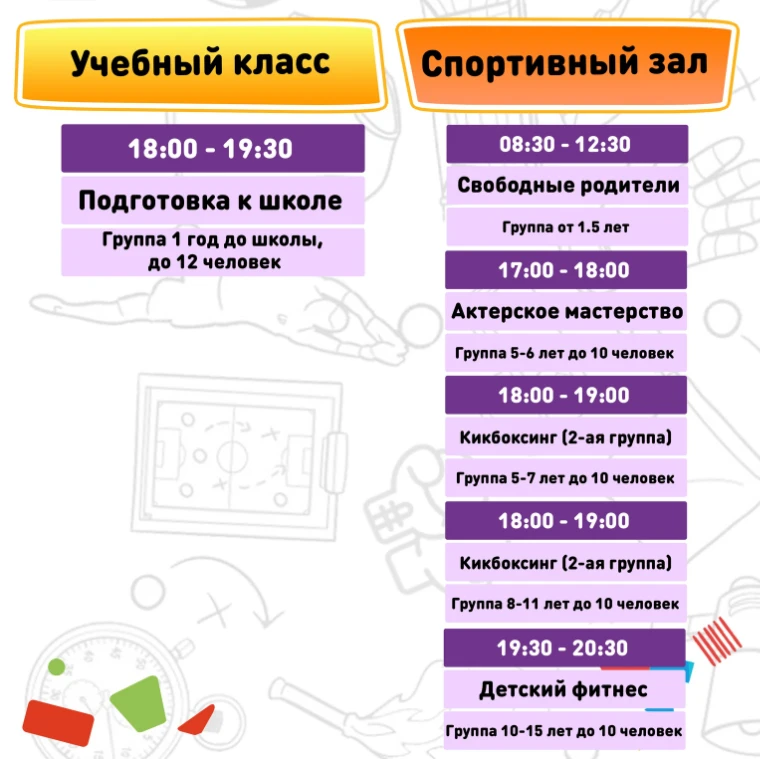 Учебный класс
18:00 - 19:30
Подготовка к школе
Группа 1 год до школы,
до 12 человек
Спортивный зал
08:30 - 12:30
Свободные родители
Группа от 1.5 лет
17:00 - 18:00
Актерское мастерство
Группа 5-6 лет до 10 человек
18:00 - 19:00
Кикбоксинг (2-ая группа)
Группа 5-7 лет до 10 человек
18:00 - 19:00
Кикбоксинг (2-ая группа)
Группа 8-11 лет до 10 человек
19:30 - 20:30
Детский фитнес
Группа 10-15 лет до 10 человек